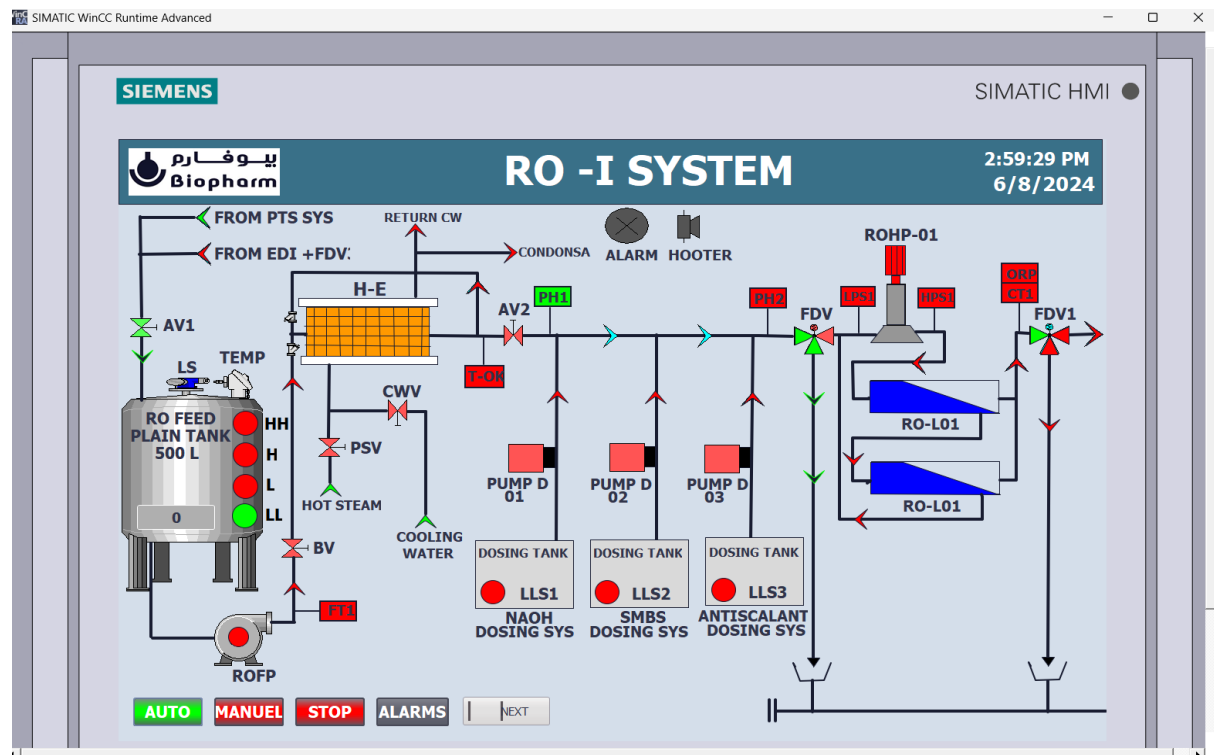 SIMATIC WinCC Runtime Advanced
SIEMENS
SIMATIC HMI
بيوفارم
Biopharm
RO -I SYSTEM
2:59:29 PM
6/8/2024
FROM PTS SYS
RETURN CW
FROM EDI +FDV
CONDONSA
ALARM
HOOTER
ROHP-01
ORP
CT1
H-E
PH1
PH2
LPS1
HPS1
AV1
AV2
FDV
FDV1
LS
TEMP
T-OK
CWV
RO FEED
PLAIN TANK
500 L
HH
H
L
LL
0
PSV
RO-L01
HOT STEAM
PUMP D
01
PUMP D
02
PUMP D
03
RO-L01
COOLING
WATER
BV
DOSING TANK
LLS1
DOSING TANK
LLS2
DOSING TANK
LLS3
FT1
NAOH
DOSING SYS
SMBS
DOSING SYS
ANTISCALANT
DOSING SYS
ROFP
AUTO
MANUEL
STOP
ALARMS
NEXT